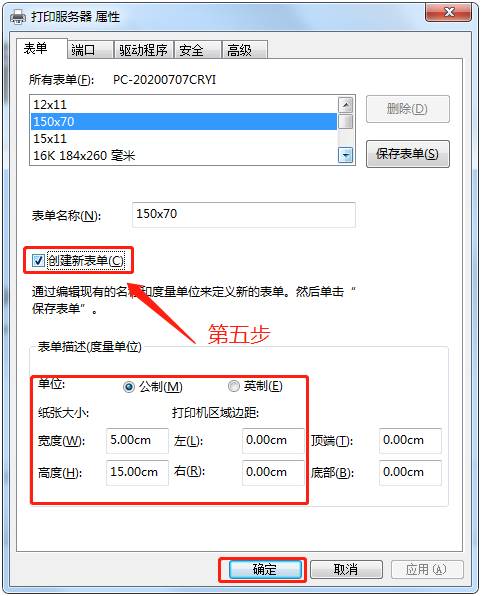 打印服务器 属性
表单 端口 驱动程序 安全 高级
所有表单(F): PC-20200707CRYI
12x11
150x70
15x11
16K 184x260 毫米
删除(D)
保存表单(S)
表单名称(N): 150x70
创建新表单(C)
通过编辑现有的名称和度量单位来定义新的表单。然后单击“
保存表单”。
第五步
表单描述(度量单位)
单位: 公制(M) 英制(E)
纸张大小: 打印机区域边距:
宽度(W): 5.00cm 左(L): 0.00cm 顶端(T): 0.00cm
高度(H): 15.00cm 右(R): 0.00cm 底部(B): 0.00cm
确定 取消 应用(A)